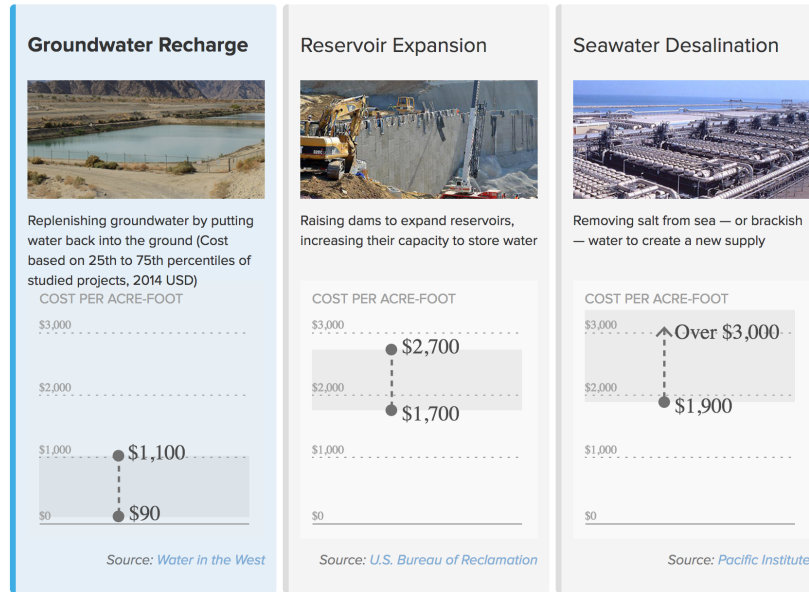 Groundwater Recharge
Replenishing groundwater by putting
water back into the ground (Cost
based on 25th to 75th percentiles of
studied projects, 2014 USD)
COST PER ACRE-FOOT
$3,000
$2,000
$1,000
$1,100
$0
$90
Source: Water in the West
Reservoir Expansion
Raising dams to expand reservoirs,
increasing their capacity to store water
COST PER ACRE-FOOT
$3,000
$2,700
$2,000
$1,700
$1,000
$0
Source: U.S. Bureau of Reclamation
Seawater Desalination
Removing salt from sea — or brackish
— water to create a new supply
COST PER ACRE-FOOT
$3,000
Over $3,000
$2,000
$1,900
$1,000
$0
Source: Pacific Institute